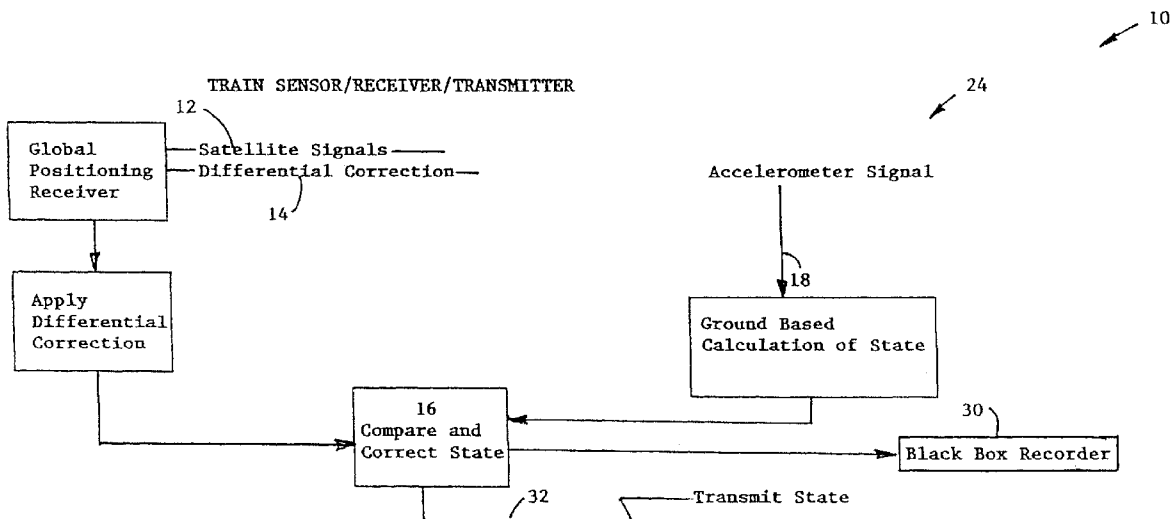 10
TRAIN SENSOR/RECEIVER/TRANSMITTER
24
12
Global
Positioning
Receiver
Satellite Signals
Differential Correction
14
Accelerometer Signal
18
Apply
Differential
Correction
Ground Based
Calculation of State
16
Compare and
Correct State
30
Black Box Recorder
32
Transmit State